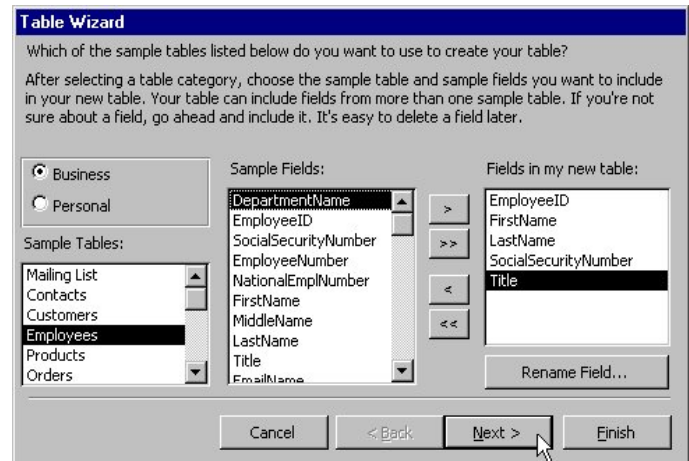 Table Wizard
Which of the sample tables listed below do you want to use to create your table?
After selecting a table category, choose the sample table and sample fields you want to include
in your new table. Your table can include fields from more than one sample table. If you're not
sure about a field, go ahead and include it. It's easy to delete a field later.
Business
Personal
Sample Tables:
Mailing List
Contacts
Customers
Employees
Products
Orders
Sample Fields:
DepartmentName
EmployeeID
SocialSecurityNumber
EmployeeNumber
NationalEmplNumber
FirstName
MiddleName
LastName
Title
EmailName
>
>>
<
<<
Fields in my new table:
EmployeeID
FirstName
LastName
SocialSecurityNumber
Title
Rename Field...
Cancel
< Back
Next >
Finish